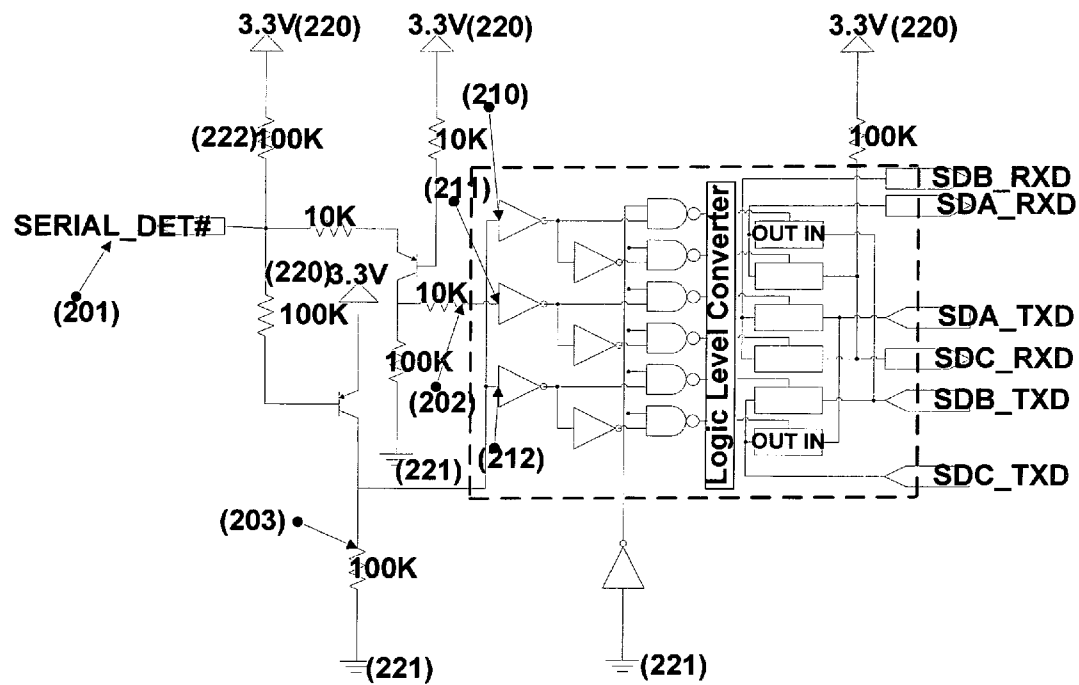 3.3V(220)
3.3V(220)
3.3V(220)
(210)
(222)100K
10K
100K
(211)
SDB_RXD
SDA_RXD
SERIAL_DET#
10K
OUT IN
(220)
3.3V
(201)
100K
10K
Logic Level Converter
SDA_TXD
100K
SDC_RXD
(202)
SDB_TXD
OUT IN
(221)
(212)
SDC_TXD
(203)
100K
(221)
(221)